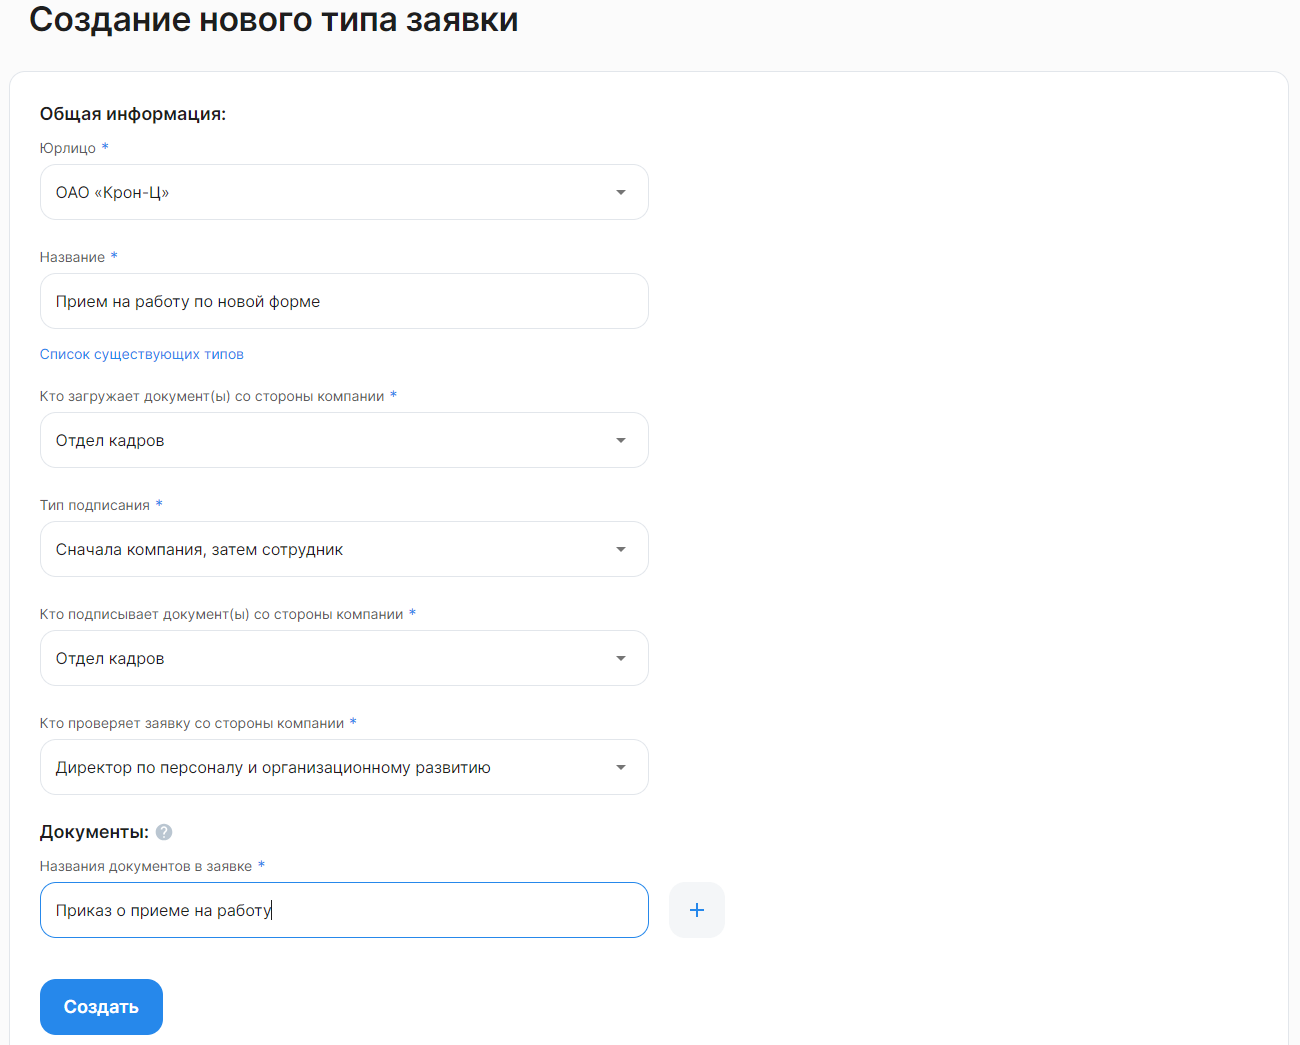 Создание нового типа заявки
Общая информация:
Юрлицо *
ОАО «Крон-Ц»
Название *
Прием на работу по новой форме
Список существующих типов
Кто загружает документ(ы) со стороны компании *
Отдел кадров
Тип подписания *
Сначала компания, затем сотрудник
Кто подписывает документ(ы) со стороны компании *
Отдел кадров
Кто проверяет заявку со стороны компании *
Директор по персоналу и организационному развитию
Документы: ?
Названия документов в заявке *
Приказ о приеме на работу
+
Создать